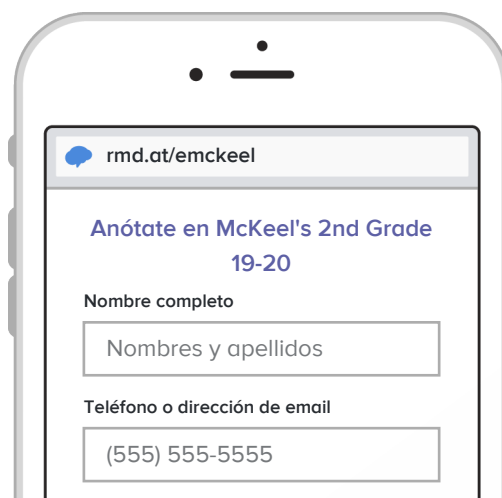 rmd.at/emckeel
Anótate en McKeel's 2nd Grade
19-20
Nombre completo
Nombres y apellidos
Teléfono o dirección de email
(555) 555-5555